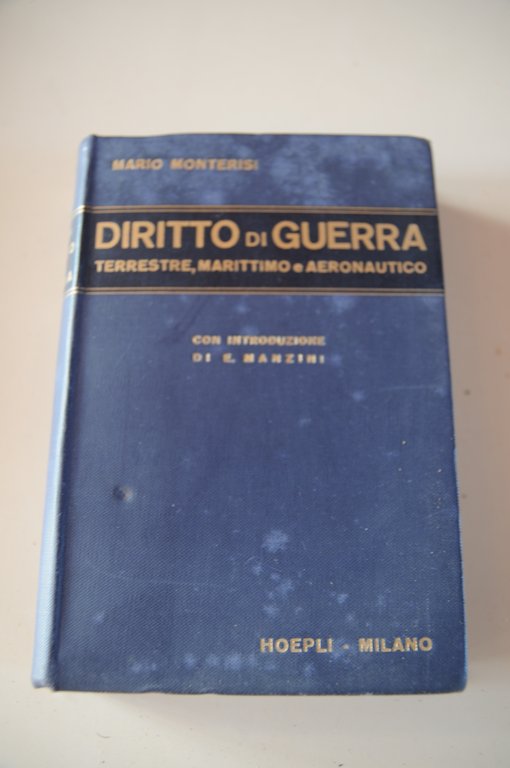 MARIO MONTERISI
DIRITTO DI GUERRA
TERRESTRE, MARITTIMO e AERONAUTICO
CON INTRODUZIONE
DI E. MANZINI
HOEPLI - MILANO